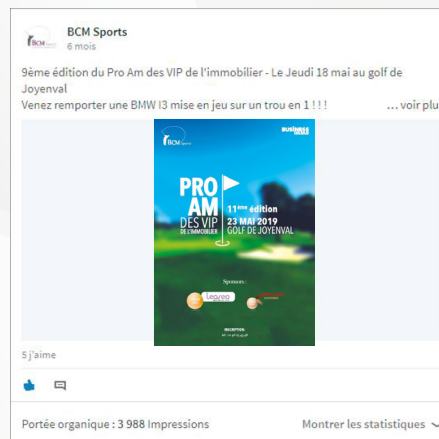 BCM Sports
6 mois
9ème édition du Pro Am des VIP de l'immobilier - Le Jeudi 18 mai au golf de
Joyenval
Venez remporter une BMW I3 mise en jeu sur un trou en 1 ! ! !
... voir plu
BCM
BUSINESS
PRO
AM
DES VIP
DE L'IMMOBILIER
11ème édition
23 MAI 2019
GOLF DE JOYENVAL
Sponsors :
5 j'aime
Portée organique : 3 988 Impressions
Montrer les statistiques